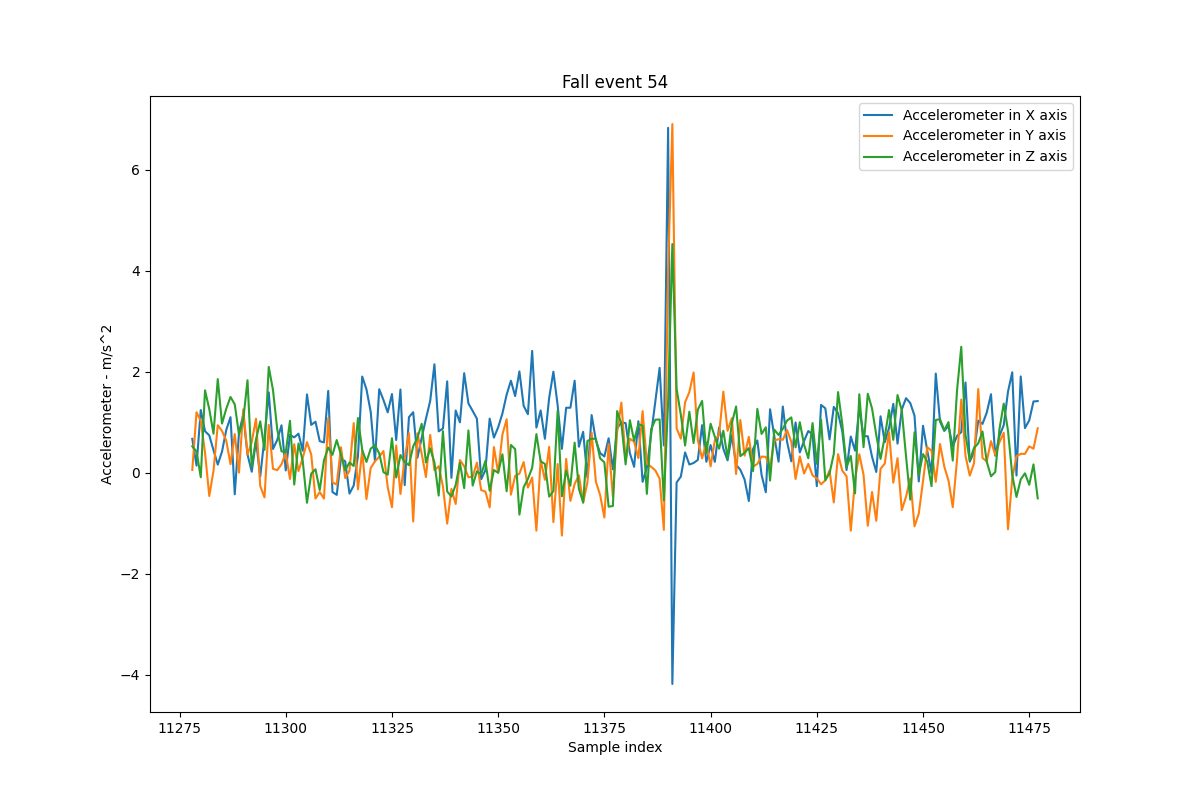 Fall event 54
Accelerometer in X axis
Accelerometer in Y axis
Accelerometer in Z axis
Accelerometer - m/s^2
6
4
2
0
−2
−4
11275 11300 11325 11350 11375 11400 11425 11450 11475
Sample index